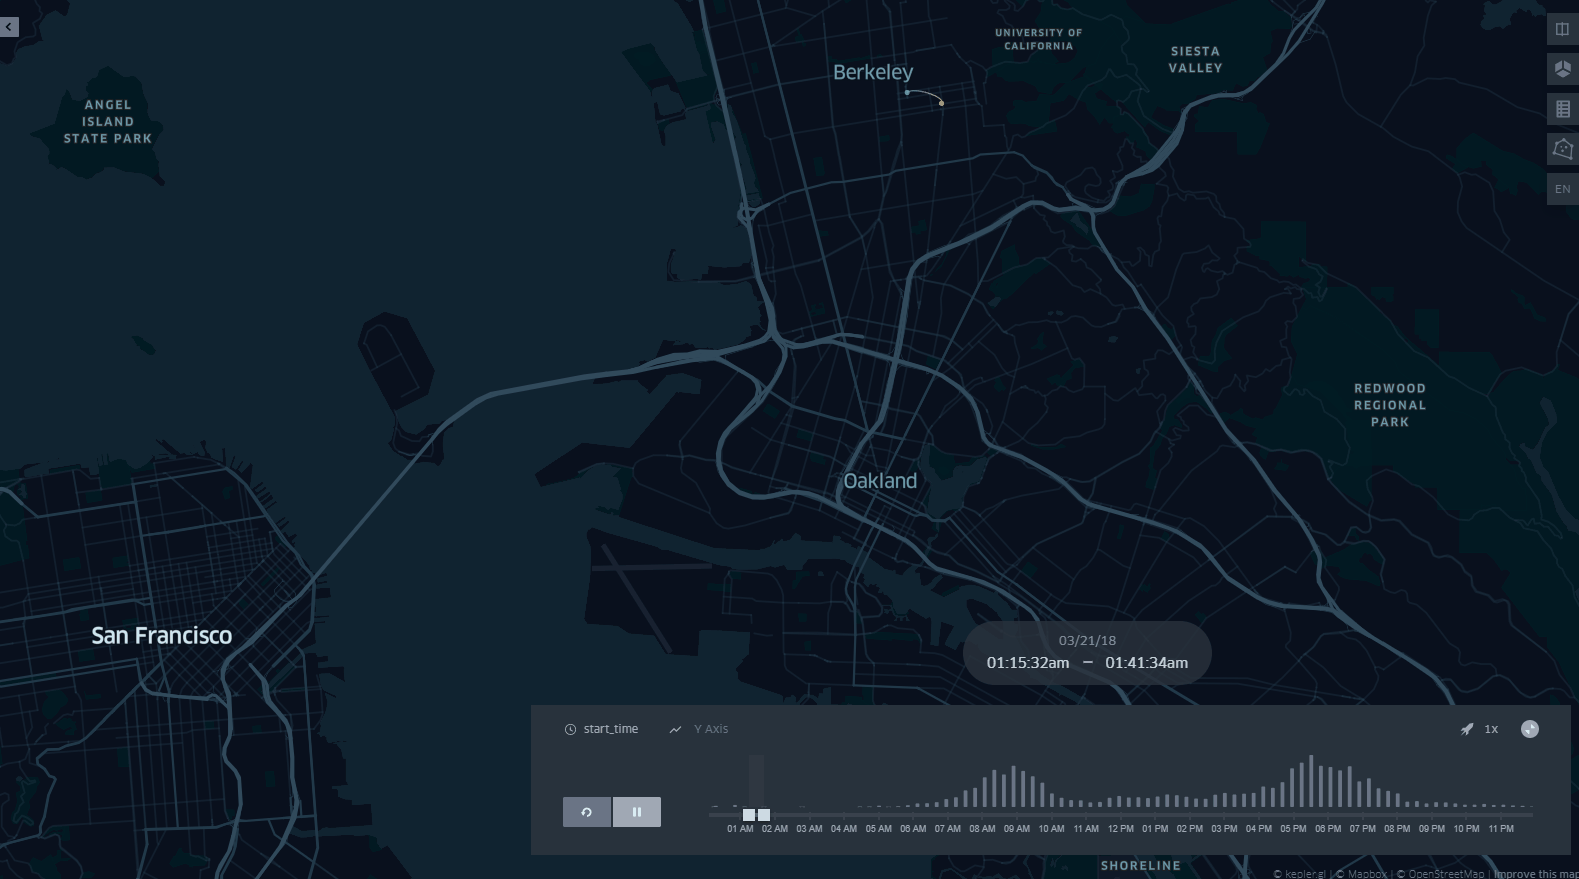 UNIVERSITY OF
CALIFORNIA
SIESTA
VALLEY
Berkeley
ANGEL
ISLAND
STATE PARK
EN
REDWOOD
REGIONAL
PARK
Oakland
San Francisco
03/21/18
01:15:32am – 01:41:34am
start_time
Y Axis
1x
01 AM 02 AM 03 AM 04 AM 05 AM 06 AM 07 AM 08 AM 09 AM 10 AM 11 AM 12 PM 01 PM 02 PM 03 PM 04 PM 05 PM 06 PM 07 PM 08 PM 09 PM 10 PM 11 PM
SHORELINE
© kepler.gl | © Mapbox | © OpenStreetMap | Improve this map